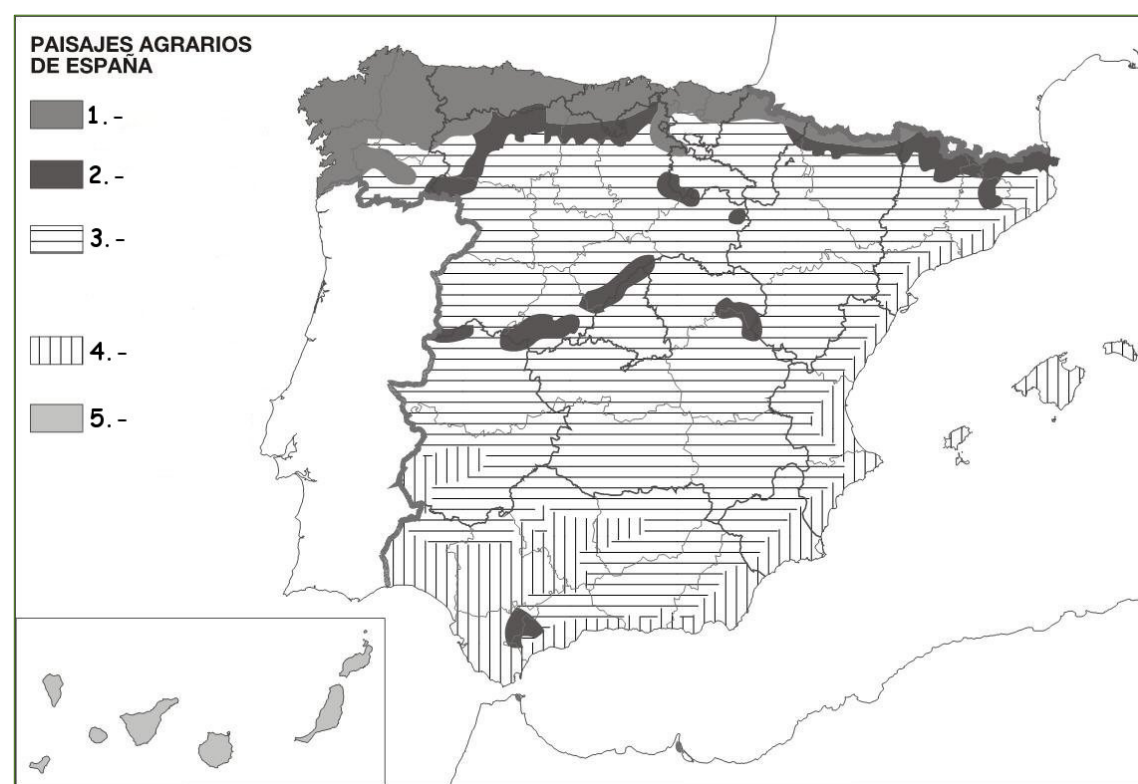 PAISAJES AGRARIOS
DE ESPAÑA
1.-
2.-
3.-
4.-
5.-